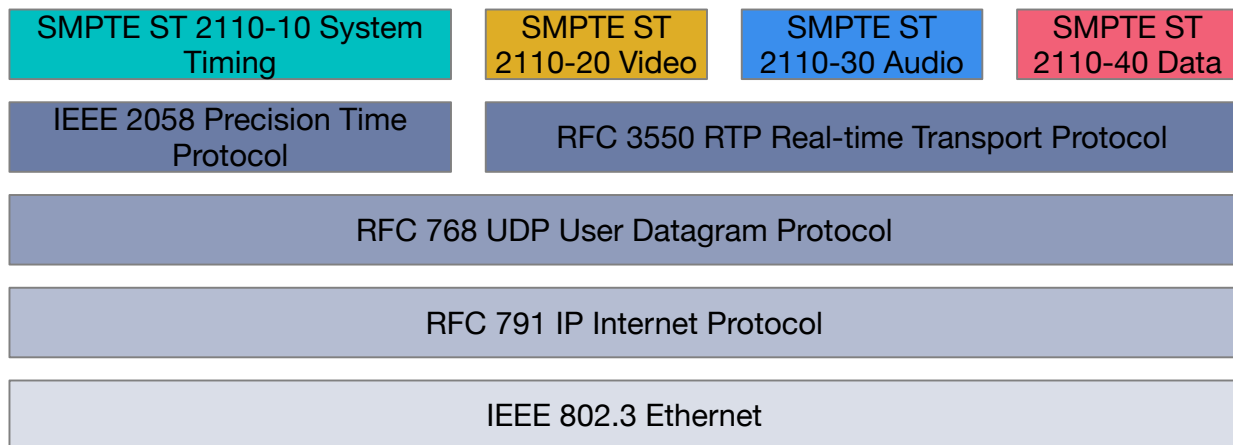 SMPTE ST 2110-10 System
Timing
SMPTE ST
2110-20 Video
SMPTE ST
2110-30 Audio
SMPTE ST
2110-40 Data
IEEE 2058 Precision Time
Protocol
RFC 3550 RTP Real-time Transport Protocol
RFC 768 UDP User Datagram Protocol
RFC 791 IP Internet Protocol
IEEE 802.3 Ethernet